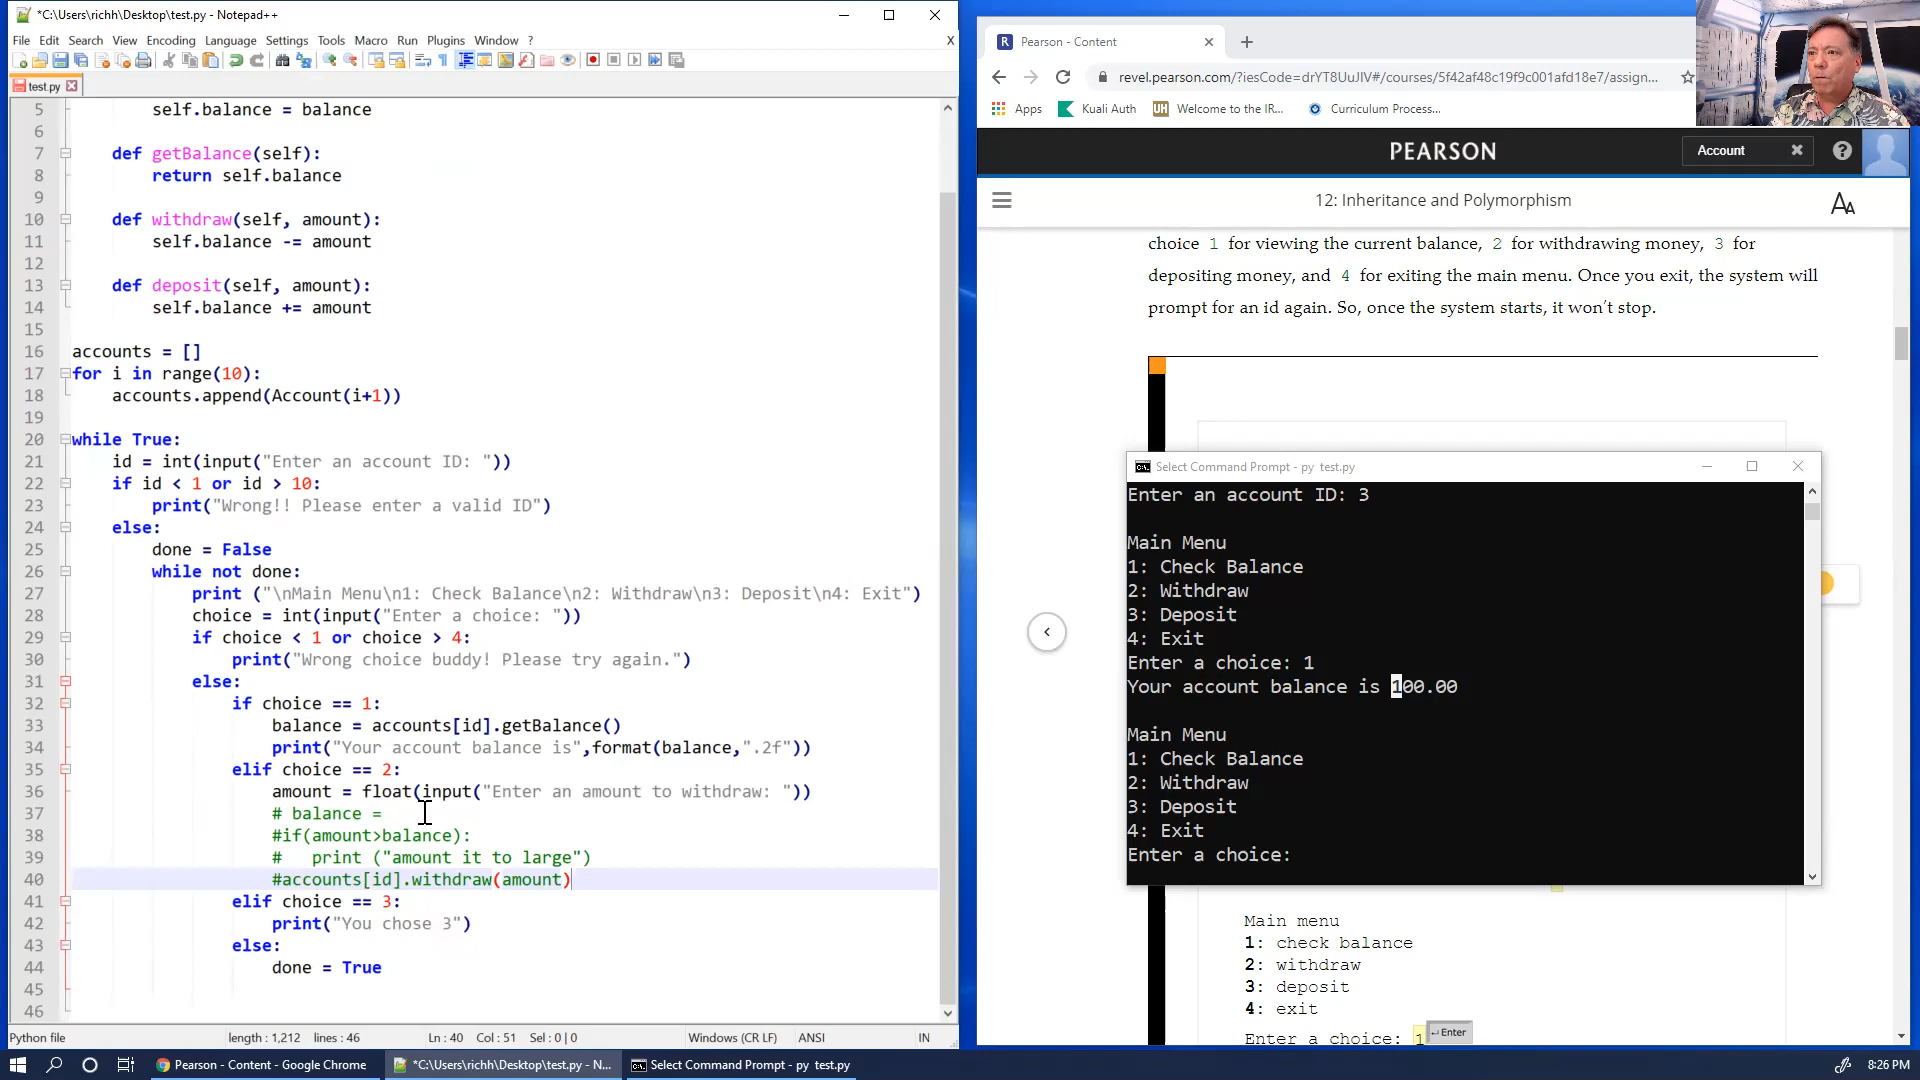 *C:\Users\richh\Desktop\test.py - Notepad++
File Edit Search View Encoding Language Settings Tools Macro Run Plugins Window ? X
test.py
5 self.balance = balance
6
7 def getBalance(self):
8 return self.balance
9
10 def withdraw(self, amount):
11 self.balance -= amount
12
13 def deposit(self, amount):
14 self.balance += amount
15
16 accounts = []
17 for i in range(10):
18 accounts.append(Account(i+1))
19
20 while True:
21 id = int(input("Enter an account ID: "))
22 if id < 1 or id > 10:
23 print("Wrong!! Please enter a valid ID")
24 else:
25 done = False
26 while not done:
27 print ("\nMain Menu\n1: Check Balance\n2: Withdraw\n3: Deposit\n4: Exit")
28 choice = int(input("Enter a choice: "))
29 if choice < 1 or choice > 4:
30 print("Wrong choice buddy! Please try again.")
31 else:
32 if choice == 1:
33 balance = accounts[id].getBalance()
34 print("Your account balance is",format(balance,".2f"))
35 elif choice == 2:
36 amount = float(input("Enter an amount to withdraw: "))
37 # balance =
38 #if(amount>balance):
39 #   print ("amount it to large")
40 #accounts[id].withdraw(amount)
41 elif choice == 3:
42 print("You chose 3")
43 else:
44 done = True
45
46
Python file length : 1,212 lines : 46 Ln : 40 Col : 51 Sel : 0 | 0 Windows (CR LF) ANSI IN
R Pearson - Content
revel.pearson.com/?iesCode=drYT8UuJlV#/courses/5f42af48c19f9c001afd18e7/assign...
Apps Kuali Auth UH Welcome to the IR... Curriculum Process...
PEARSON
Account ?
12: Inheritance and Polymorphism
AA
choice 1 for viewing the current balance, 2 for withdrawing money, 3 for
depositing money, and 4 for exiting the main menu. Once you exit, the system will
prompt for an id again. So, once the system starts, it won't stop.
Select Command Prompt - py test.py
Enter an account ID: 3
Main Menu
1: Check Balance
2: Withdraw
3: Deposit
4: Exit
Enter a choice: 1
Your account balance is 100.00
Main Menu
1: Check Balance
2: Withdraw
3: Deposit
4: Exit
Enter a choice:
Main menu
1: check balance
2: withdraw
3: deposit
4: exit
Enter a choice: 1 Enter
Pearson - Content - Google Chrome
*C:\Users\richh\Desktop\test.py - N...
Select Command Prompt - py test.py
8:26 PM